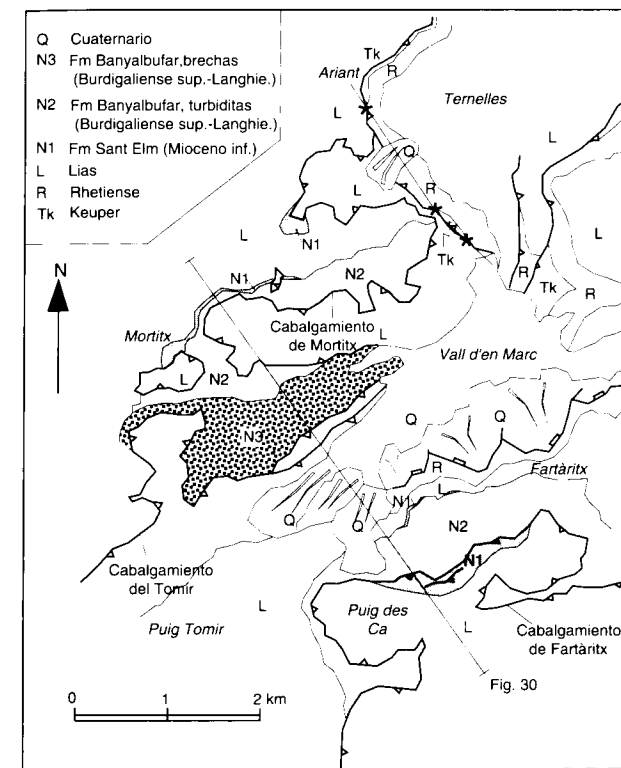 Q Cuaternario
N3 Fm Banyalbufar,brechas
(Burdigaliense sup.-Langhie.)
N2 Fm Banyalbufar, turbiditas
(Burdigaliense sup.-Langhie.)
N1 Fm Sant Elm (Mioceno inf.)
L Lias
R Rhetiense
Tk Keuper
Tk
R
Ariant
Ternelles
L
L
Q
L
R
L
N1
L
N
N1
N2
Tk
R
Tk
R
Mortitx
Cabalgamiento
de Mortitx
L
Vall d'en Marc
L
N2
N3
Q
Q
R
Fartàritx
L
N1
N2
Q
Q
N1
Cabalgamiento
del Tomir
L
Puig des
Ca
L
Puig Tomir
Cabalgamiento
de Fartàritx
Fig. 30
0 1 2 km